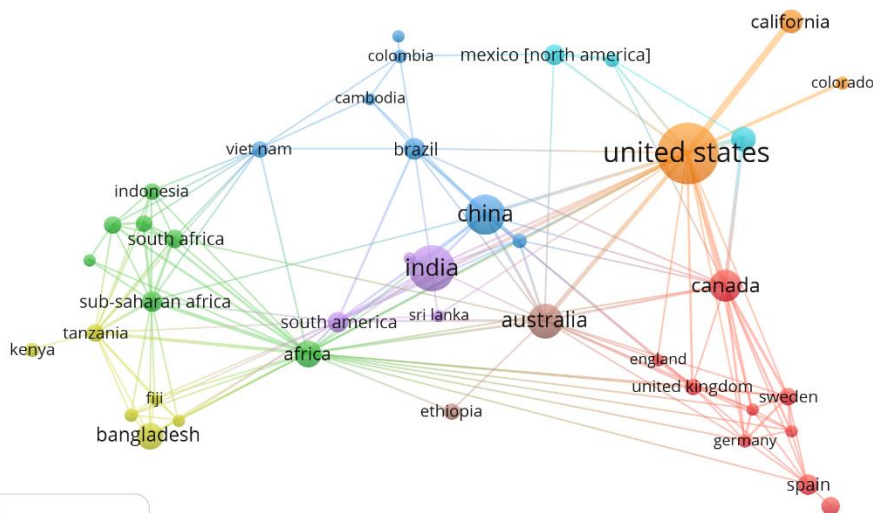 california
colombia
mexico [north america]
colorado
cambodia
viet nam
brazil
united states
indonesia
china
south africa
india
canada
sub-saharan africa
sri lanka
south america
australia
tanzania
kenya
africa
england
united kingdom
fiji
sweden
ethiopia
bangladesh
germany
spain